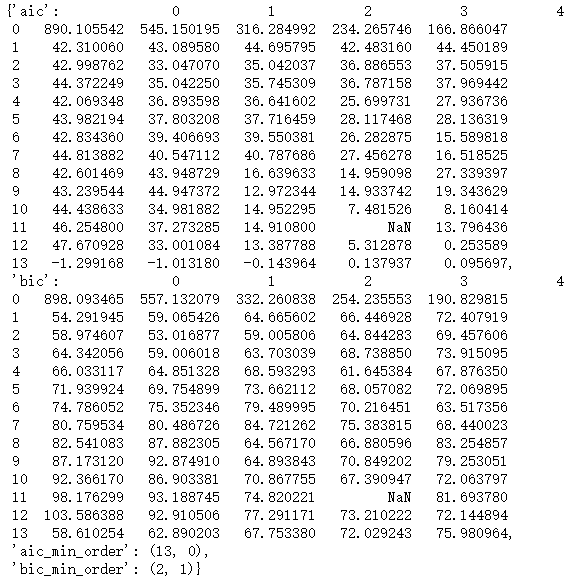 {'aic': 0 1 2 3 4
0 890.105542 545.150195 316.284992 234.265746 166.866047
1 42.310060 43.089580 44.695795 42.483160 44.450189
2 42.998762 33.047070 35.042037 36.886553 37.505915
3 44.372249 35.042250 35.745309 36.787158 37.969442
4 42.069348 36.893598 36.641602 25.699731 27.936736
5 43.982194 37.803208 37.716459 28.117468 28.136319
6 42.834360 39.406693 39.550381 26.282875 15.589818
7 44.813882 40.547112 40.787686 27.456278 16.518525
8 42.601469 43.948729 16.639633 14.959098 27.339397
9 43.239544 44.947372 12.972344 14.933742 19.343629
10 44.438633 34.981882 14.952295 7.481526 8.160414
11 46.254800 37.273285 14.910800 NaN 13.796436
12 47.670928 33.001084 13.387788 5.312878 0.253589
13 -1.299168 -1.013180 -0.143964 0.137937 0.095697,
'bic': 0 1 2 3 4
0 898.093465 557.132079 332.260838 254.235553 190.829815
1 54.291945 59.065426 64.665602 66.446928 72.407919
2 58.974607 53.016877 59.005806 64.844283 69.457606
3 64.342056 59.006018 63.703039 68.738850 73.915095
4 66.033117 64.851328 68.593293 61.645384 67.876350
5 71.939924 69.754899 73.662112 68.057082 72.069895
6 74.786052 75.352346 79.489995 70.216451 63.517356
7 80.759534 80.486726 84.721262 75.383815 68.440023
8 82.541083 87.882305 64.567170 66.880596 83.254857
9 87.173120 92.874910 64.893843 70.849202 79.253051
10 92.366170 86.903381 70.867755 67.390947 72.063797
11 98.176299 93.188745 74.820221 NaN 81.693780
12 103.586388 92.910506 77.291171 73.210222 72.144894
13 58.610254 62.890203 67.753380 72.029243 75.980964,
'aic_min_order': (13, 0),
'bic_min_order': (2, 1)}